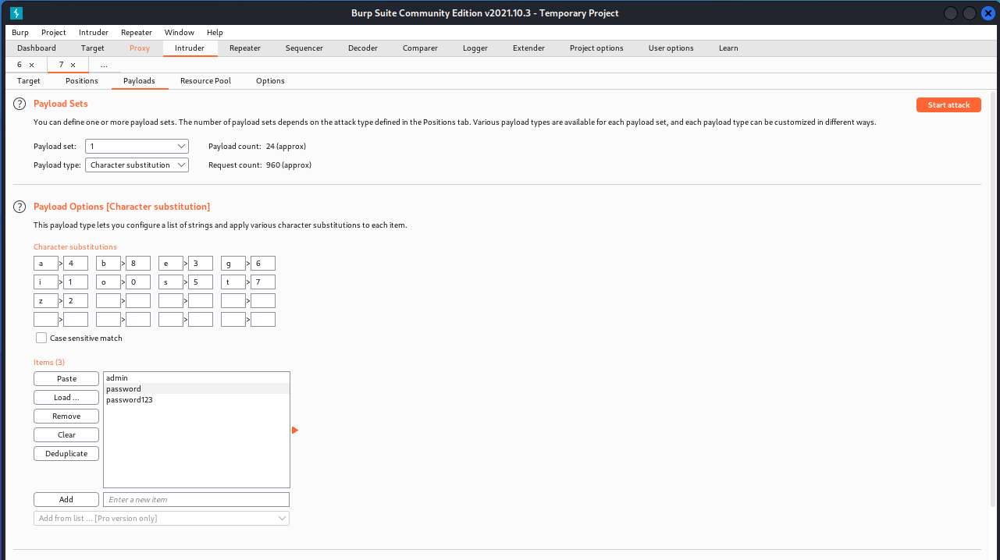 Burp Suite Community Edition v2021.10.3 - Temporary Project
Burp Project Intruder Repeater Window Help
Dashboard Target Proxy Intruder Repeater Sequencer Decoder Comparer Logger Extender Project options User options Learn
6 × 7 × ...
Target Positions Payloads Resource Pool Options
? Payload Sets Start attack
You can define one or more payload sets. The number of payload sets depends on the attack type defined in the Positions tab. Various payload types are available for each payload set, and each payload type can be customized in different ways.
Payload set: 1 Payload count: 24 (approx)
Payload type: Character substitution Request count: 960 (approx)
? Payload Options [Character substitution]
This payload type lets you configure a list of strings and apply various character substitutions to each item.
Character substitutions
a > 4 b > 8 e > 3 g > 6
i > 1 o > 0 s > 5 t > 7
z > 2 > > >
> > > >
Case sensitive match
Items (3)
Paste
Load ...
Remove
Clear
Deduplicate
admin
password
password123
Add Enter a new item
Add from list ... [Pro version only]